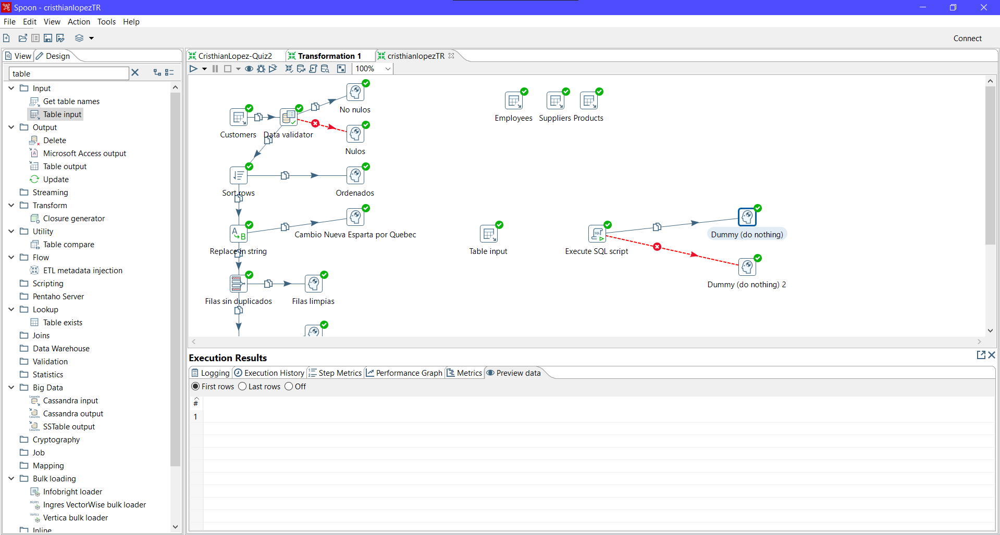 Spoon - cristhianlopezTR
File Edit View Action Tools Help
Connect
View Design
table
Input
Get table names
Table input
Output
Delete
Microsoft Access output
Table output
Update
Streaming
Transform
Closure generator
Utility
Table compare
Flow
ETL metadata injection
Scripting
Pentaho Server
Lookup
Table exists
Joins
Data Warehouse
Validation
Statistics
Big Data
Cassandra input
Cassandra output
SSTable output
Cryptography
Job
Mapping
Bulk loading
Infobright loader
Ingres VectorWise bulk loader
Vertica bulk loader
Inline
CristhianLopez-Quiz2 Transformation 1 cristhianlopezTR
100%
No nulos
Employees Suppliers Products
Customers Data validator
Nulos
Sort rows Ordenados
Cambio Nueva Esparta por Quebec
Dummy (do nothing)
Replace in string Table input Execute SQL script
Dummy (do nothing) 2
Filas sin duplicados Filas limpias
Execution Results
Logging Execution History Step Metrics Performance Graph Metrics Preview data
First rows Last rows Off
#
1